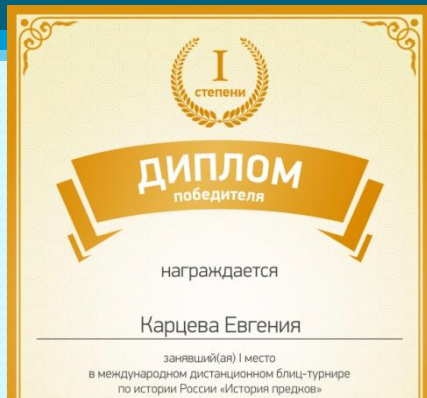 I
степени
ДИПЛОМ
победителя
награждается
Карцева Евгения
занявший(ая) I место
в международном дистанционном блиц-турнире
по истории России «История предков»